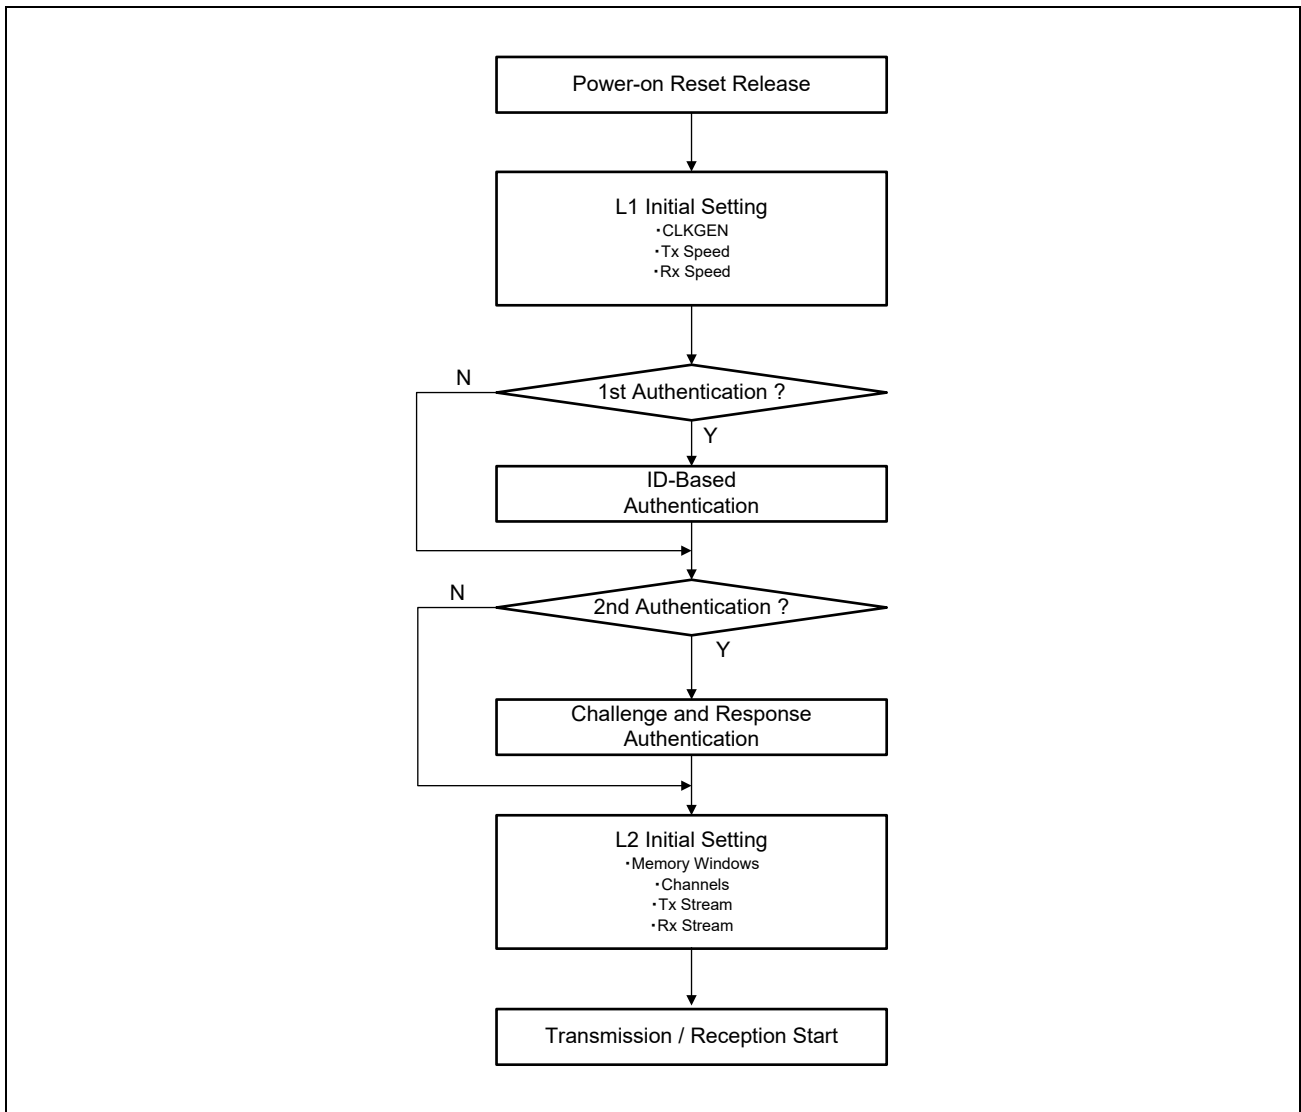 Power-on Reset Release
L1 Initial Setting
・CLKGEN
・Tx Speed
・Rx Speed
N
1st Authentication ?
Y
ID-Based
Authentication
N
2nd Authentication ?
Y
Challenge and Response
Authentication
L2 Initial Setting
・Memory Windows
・Channels
・Tx Stream
・Rx Stream
Transmission / Reception Start